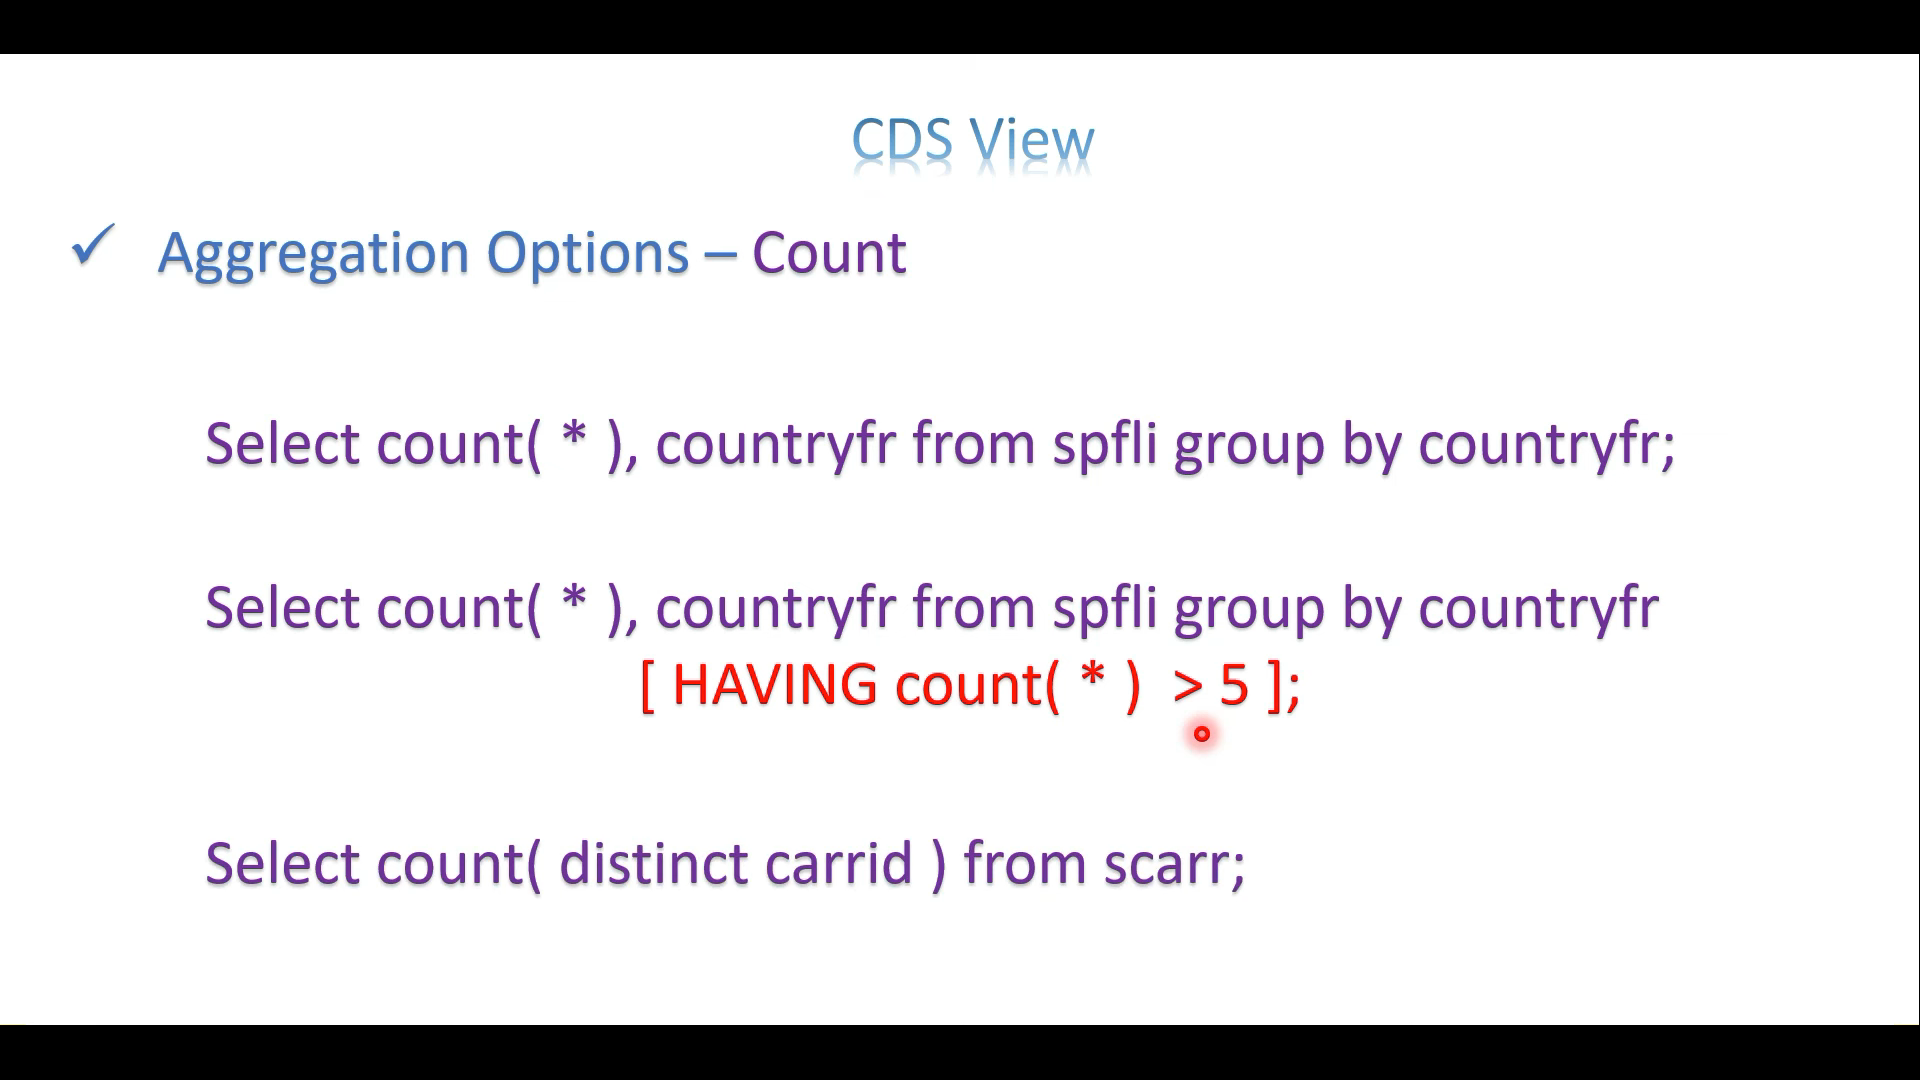 CDS View
✓ Aggregation Options – Count
Select count( * ), countryfr from spfli group by countryfr;
Select count( * ), countryfr from spfli group by countryfr
[ HAVING count( * ) > 5 ];
Select count( distinct carrid ) from scarr;